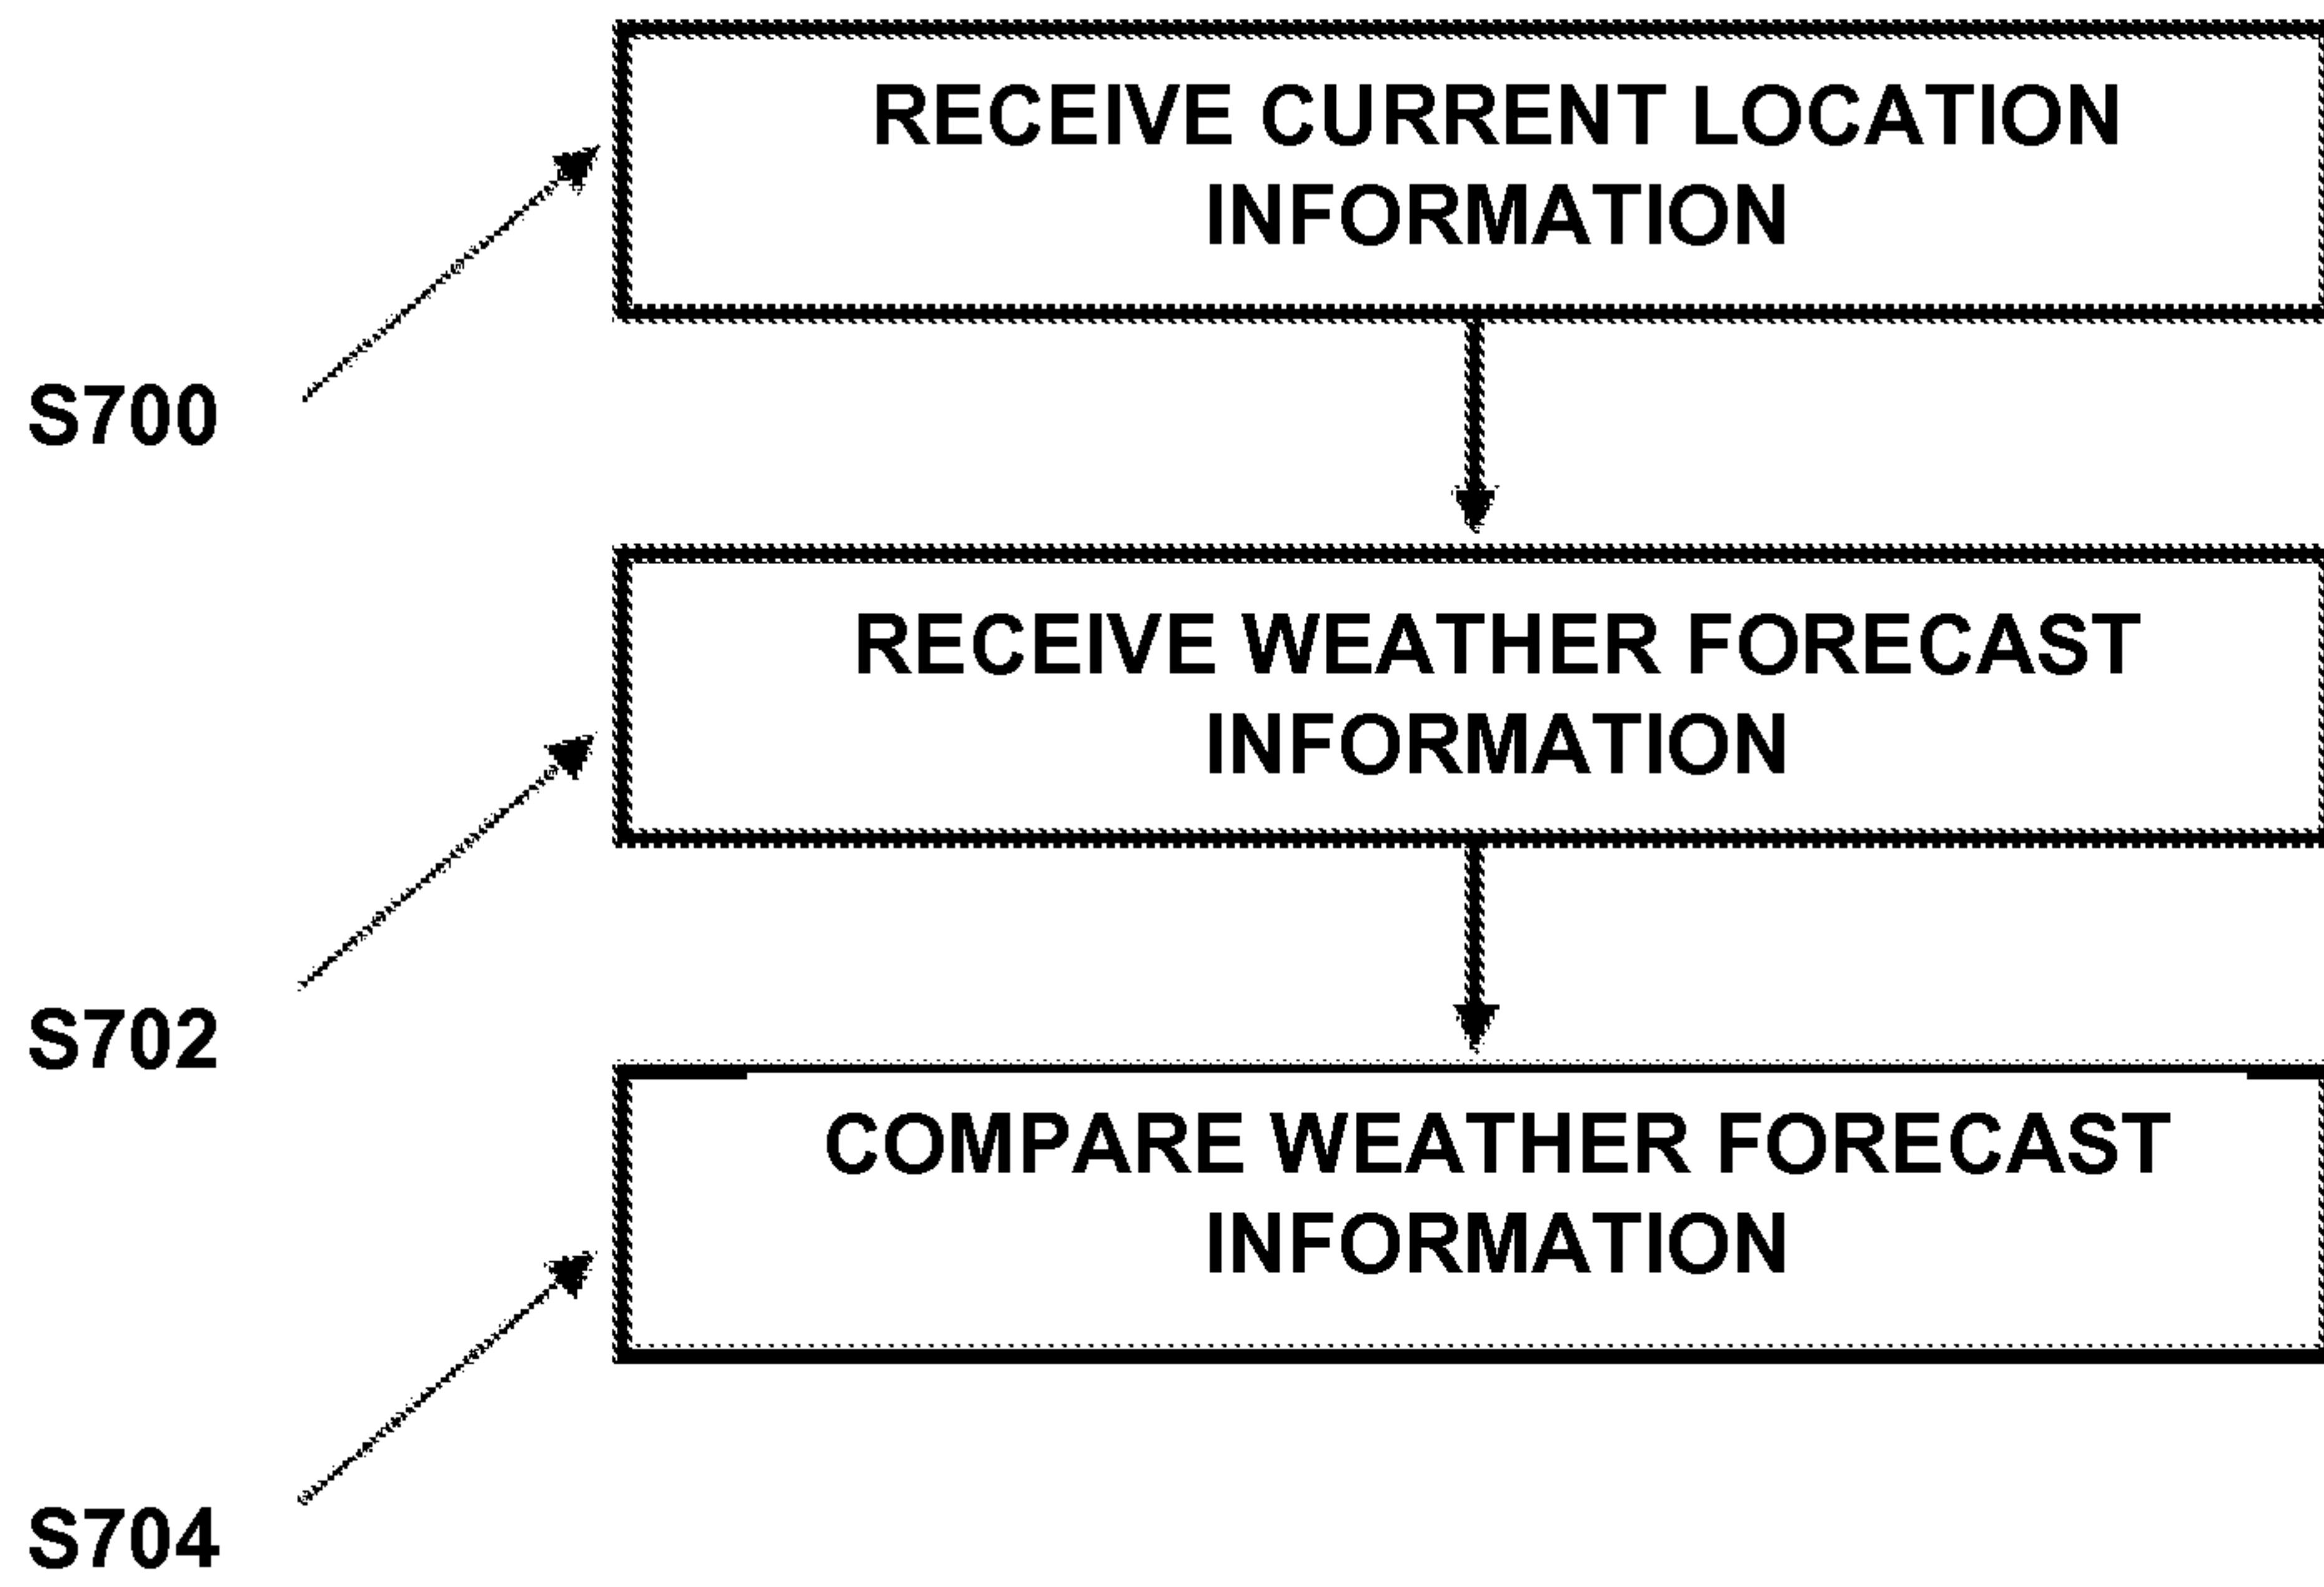 RECEIVE CURRENT LOCATION
INFORMATION
S700
RECEIVE WEATHER FORECAST
INFORMATION
S702
COMPARE WEATHER FORECAST
INFORMATION
S704